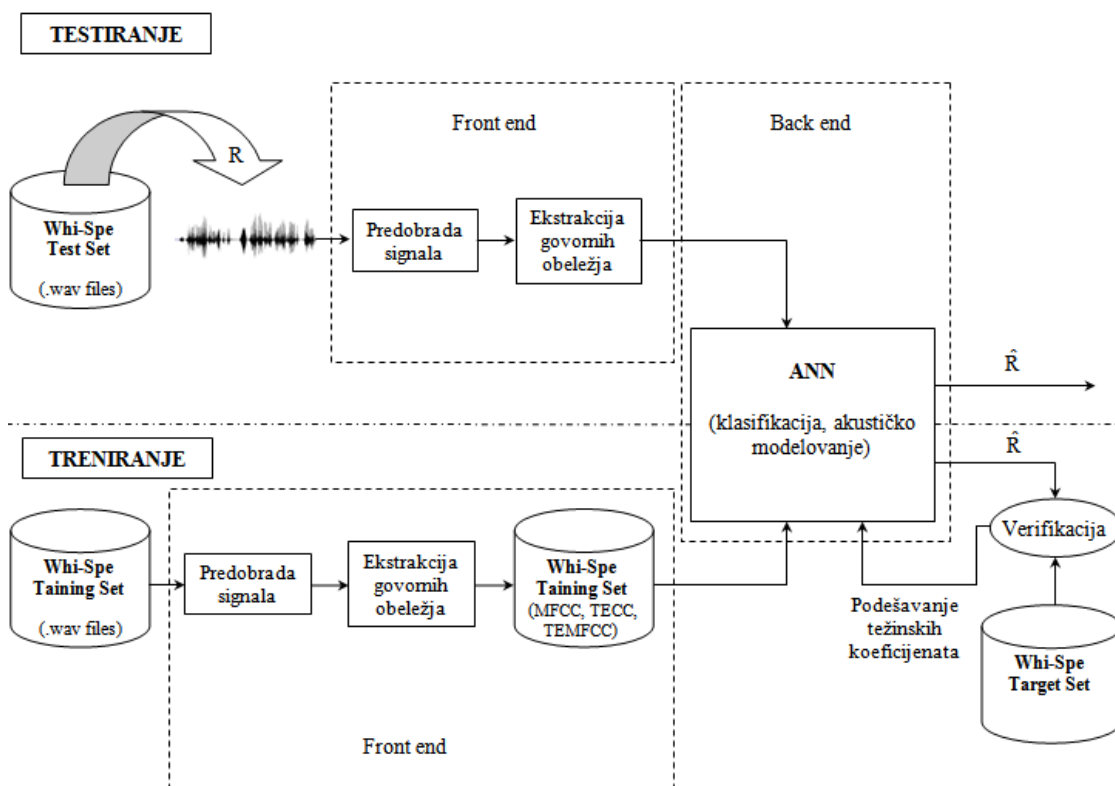 TESTIRANJE
Front end
Back end
R
Whi-Spe
Test Set
(.wav files)
Predobrada
signala
Ekstrakcija
govornih
obeležja
ANN
(klasifikacija, akustičko
modelovanje)
R̂
R̂
TRENIRANJE
Whi-Spe
Taining Set
(.wav files)
Predobrada
signala
Ekstrakcija
govornih
obeležja
Whi-Spe
Taining Set
(MFCC, TECC,
TEMFCC)
Verifikacija
Podešavanje
težinskih
koeficijenata
Whi-Spe
Target Set
Front end